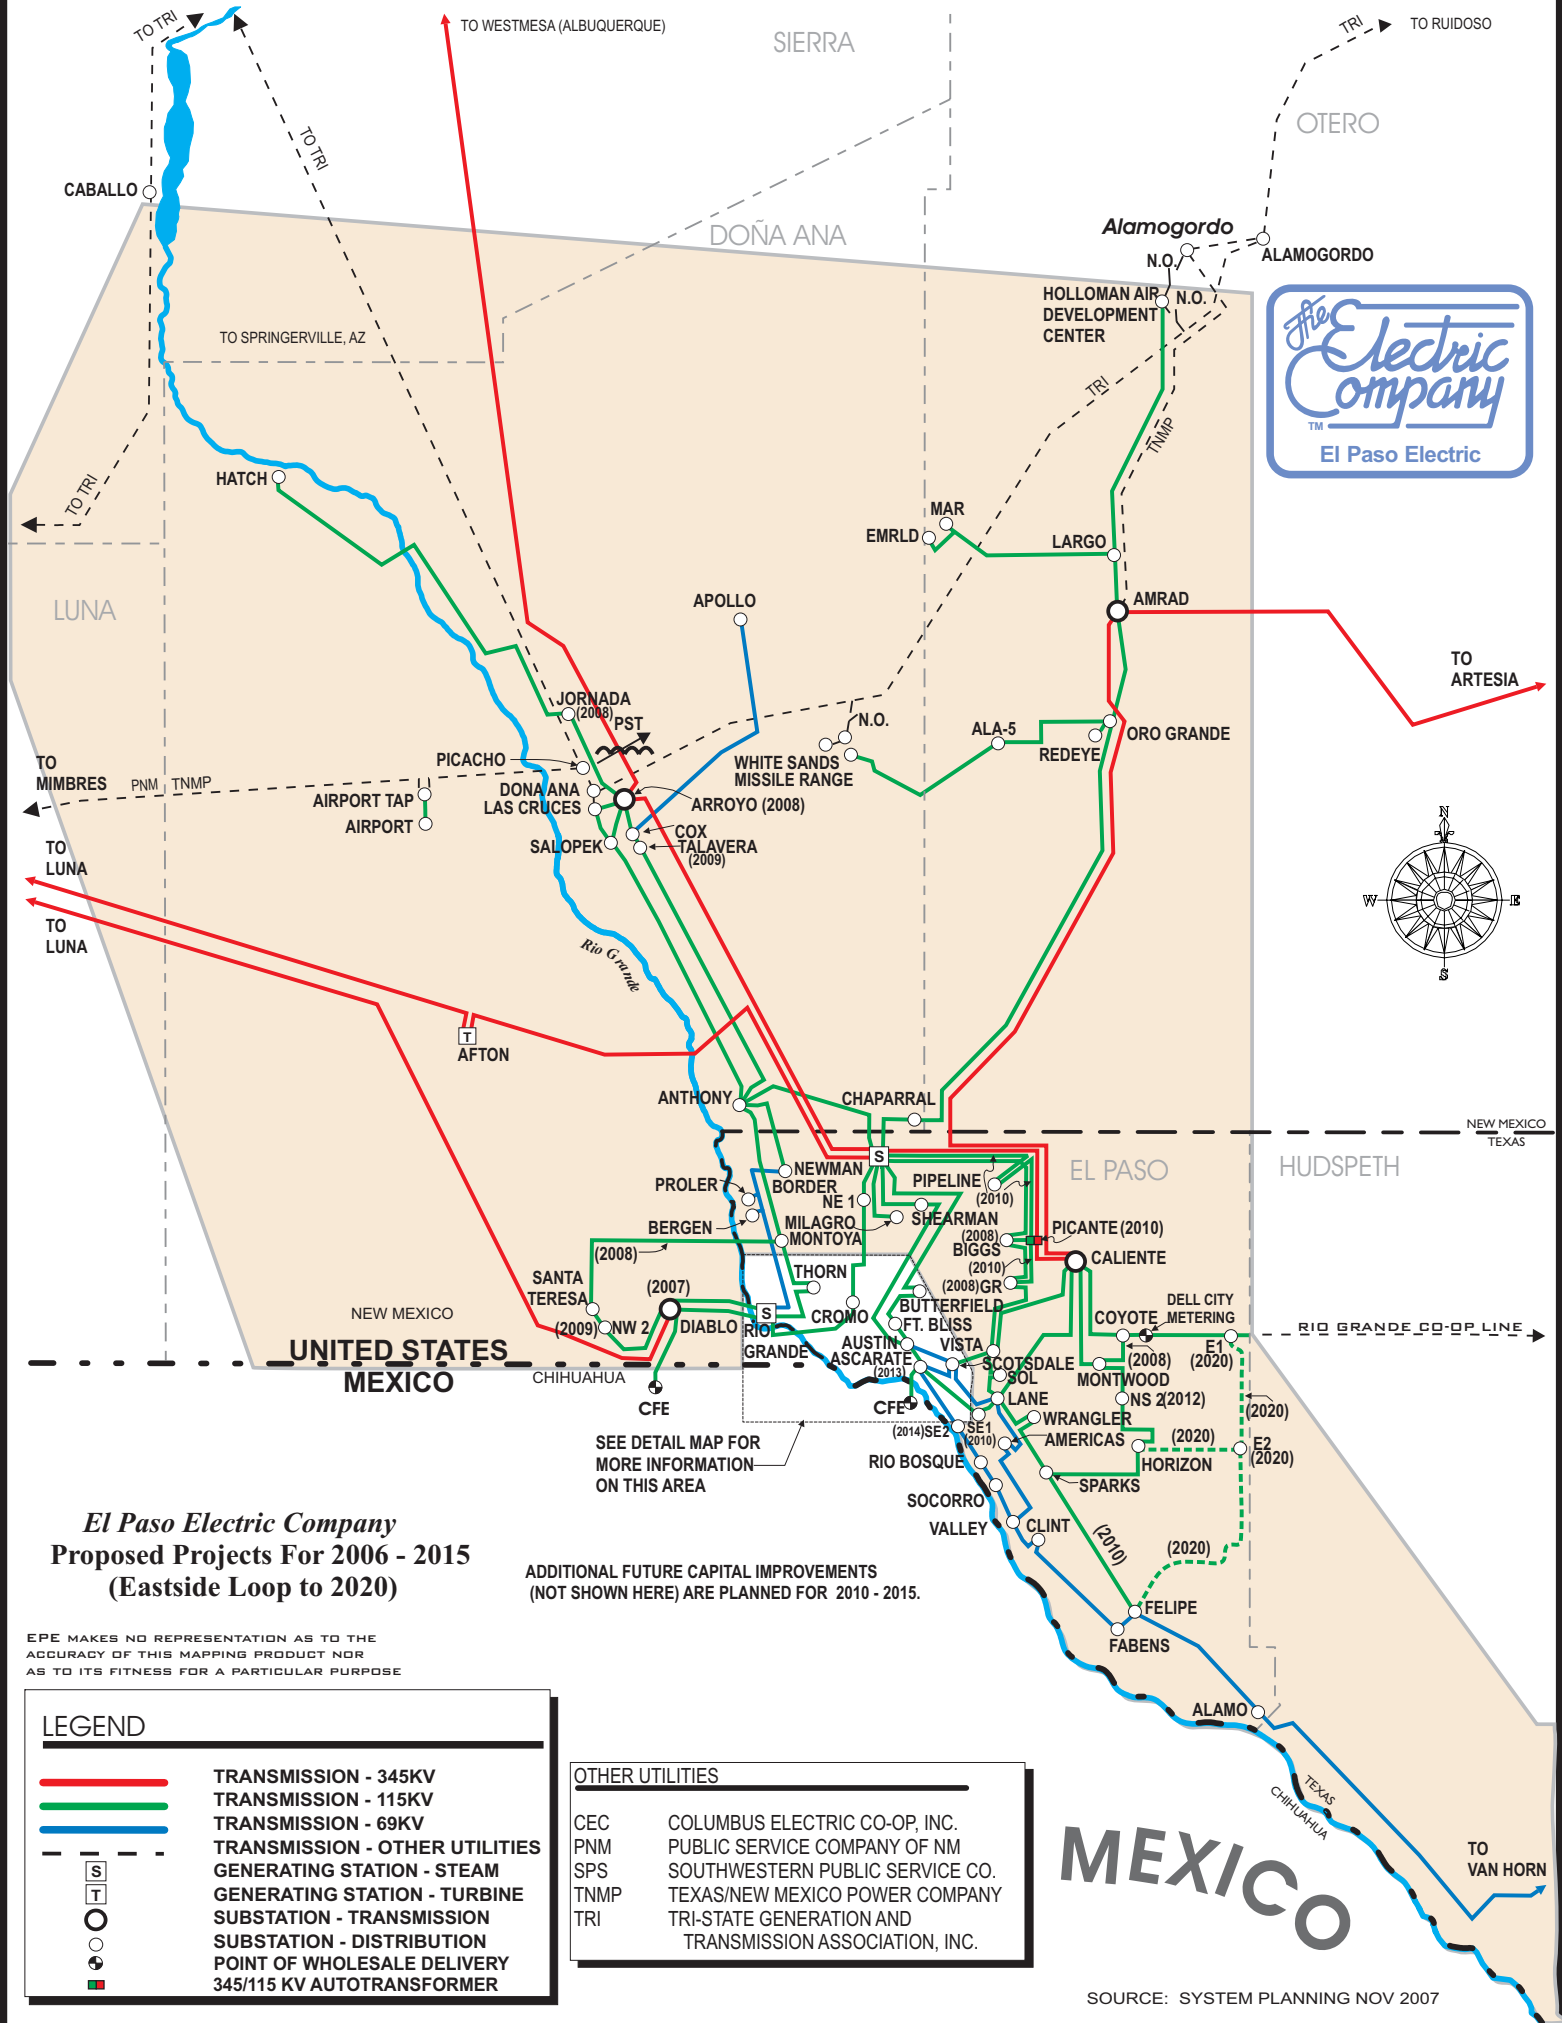 TO TRI
TO WESTMESA (ALBUQUERQUE)
SIERRA
TRI
TO RUIDOSO
OTERO
TO TRI
CABALLO
DOÑA ANA
Alamogordo
N.O.
ALAMOGORDO
HOLLOMAN AIR
DEVELOPMENT
CENTER
N.O.
The
Electric
Company
TM
El Paso Electric
TO SPRINGERVILLE, AZ
TRI
TNMP
HATCH
TO TRI
MAR
EMRLD
LARGO
LUNA
APOLLO
AMRAD
TO
ARTESIA
JORNADA
(2008)
PST
N.O.
ALA-5
ORO GRANDE
REDEYE
PICACHO
WHITE SANDS
MISSILE RANGE
TO
MIMBRES
PNM
TNMP
DONA ANA
LAS CRUCES
ARROYO (2008)
AIRPORT TAP
AIRPORT
COX
SALOPEK
TALAVERA
(2009)
N
W
E
S
TO
LUNA
TO
LUNA
Rio Grande
T
AFTON
ANTHONY
CHAPARRAL
NEW MEXICO
TEXAS
S
NEWMAN
BORDER
PIPELINE
(2010)
EL PASO
HUDSPETH
PROLER
NE 1
BERGEN
MILAGRO
SHEARMAN
MONTOYA
(2008)
BIGGS
(2010)
PICANTE (2010)
CALIENTE
(2008)
(2008)GR
SANTA
TERESA
(2007)
THORN
BUTTERFIELD
DELL CITY
METERING
COYOTE
NEW MEXICO
(2009)
NW 2
DIABLO
S
RIO
GRANDE
CROMO
FT. BLISS
AUSTIN
VISTA
RIO GRANDE CO-OP LINE
E1
(2020)
(2008)
UNITED STATES
MEXICO
ASCARATE
(2013)
SCOTSDALE
SOL
MONTWOOD
CHIHUAHUA
CFE
CFE
LANE
NS 2
(2012)
(2020)
(2014)SE2
SE1
(2010)
WRANGLER
AMERICAS
(2020)
E2
(2020)
SEE DETAIL MAP FOR
MORE INFORMATION
ON THIS AREA
RIO BOSQUE
HORIZON
SPARKS
SOCORRO
VALLEY
CLINT
(2010)
(2020)
El Paso Electric Company
Proposed Projects For 2006 - 2015
(Eastside Loop to 2020)
ADDITIONAL FUTURE CAPITAL IMPROVEMENTS
(NOT SHOWN HERE) ARE PLANNED FOR 2010 - 2015.
FELIPE
FABENS
EPE MAKES NO REPRESENTATION AS TO THE
ACCURACY OF THIS MAPPING PRODUCT NOR
AS TO ITS FITNESS FOR A PARTICULAR PURPOSE
ALAMO
TEXAS
CHIHUAHUA
MEXICO
TO
VAN HORN
LEGEND
TRANSMISSION - 345KV
TRANSMISSION - 115KV
TRANSMISSION - 69KV
TRANSMISSION - OTHER UTILITIES
S GENERATING STATION - STEAM
T GENERATING STATION - TURBINE
SUBSTATION - TRANSMISSION
SUBSTATION - DISTRIBUTION
POINT OF WHOLESALE DELIVERY
345/115 KV AUTOTRANSFORMER
OTHER UTILITIES
CEC COLUMBUS ELECTRIC CO-OP, INC.
PNM PUBLIC SERVICE COMPANY OF NM
SPS SOUTHWESTERN PUBLIC SERVICE CO.
TNMP TEXAS/NEW MEXICO POWER COMPANY
TRI TRI-STATE GENERATION AND
TRANSMISSION ASSOCIATION, INC.
SOURCE: SYSTEM PLANNING NOV 2007